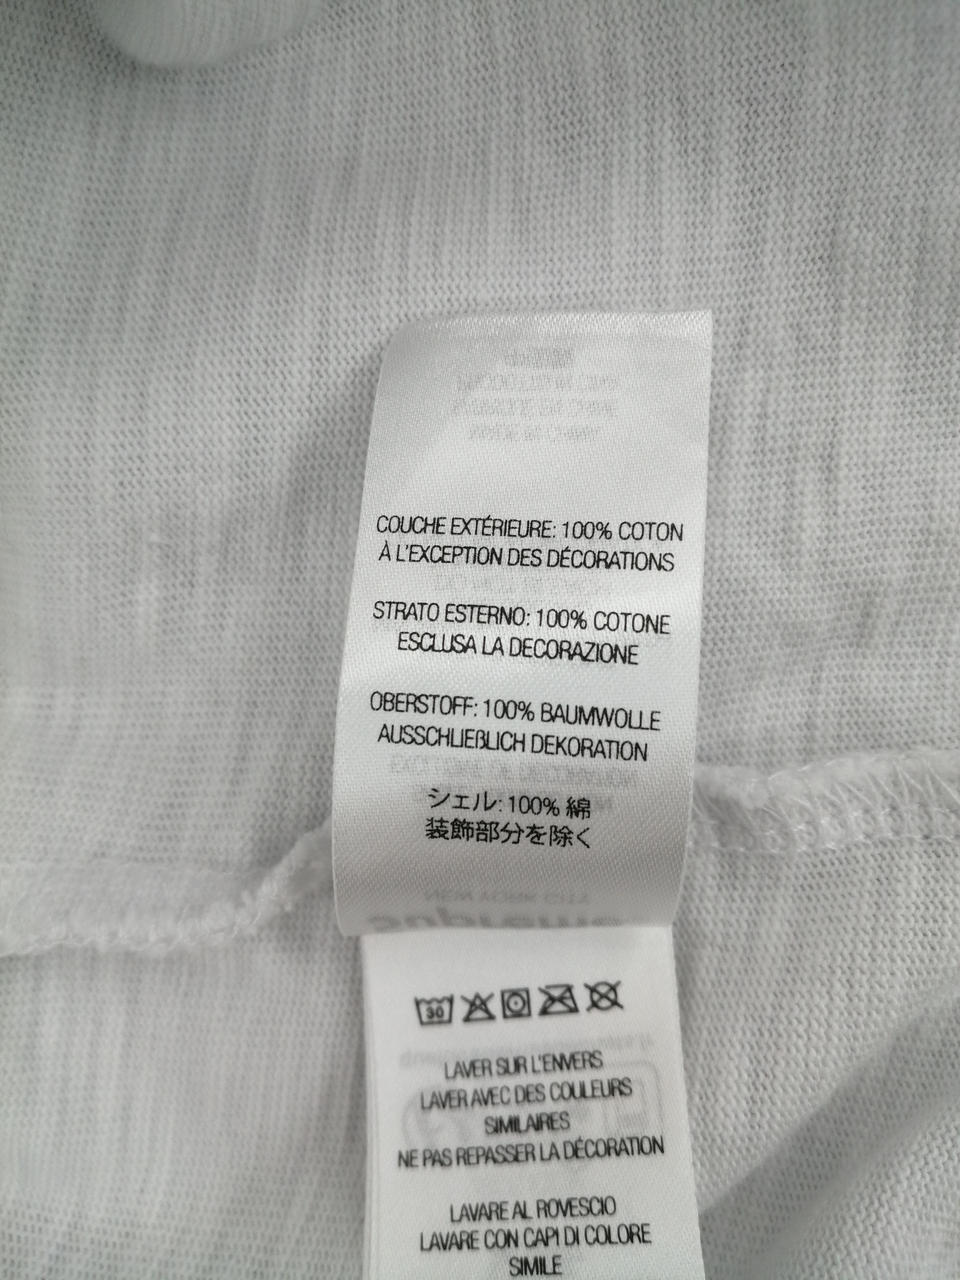 COUCHE EXTÉRIEURE: 100% COTON
À L'EXCEPTION DES DÉCORATIONS
STRATO ESTERNO: 100% COTONE
ESCLUSA LA DECORAZIONE
OBERSTOFF: 100% BAUMWOLLE
AUSSCHLIEßLICH DEKORATION
シェル: 100% 綿
装飾部分を除く
30
LAVER SUR L'ENVERS
LAVER AVEC DES COULEURS
SIMILAIRES
NE PAS REPASSER LA DÉCORATION
LAVARE AL ROVESCIO
LAVARE CON CAPI DI COLORE
SIMILE